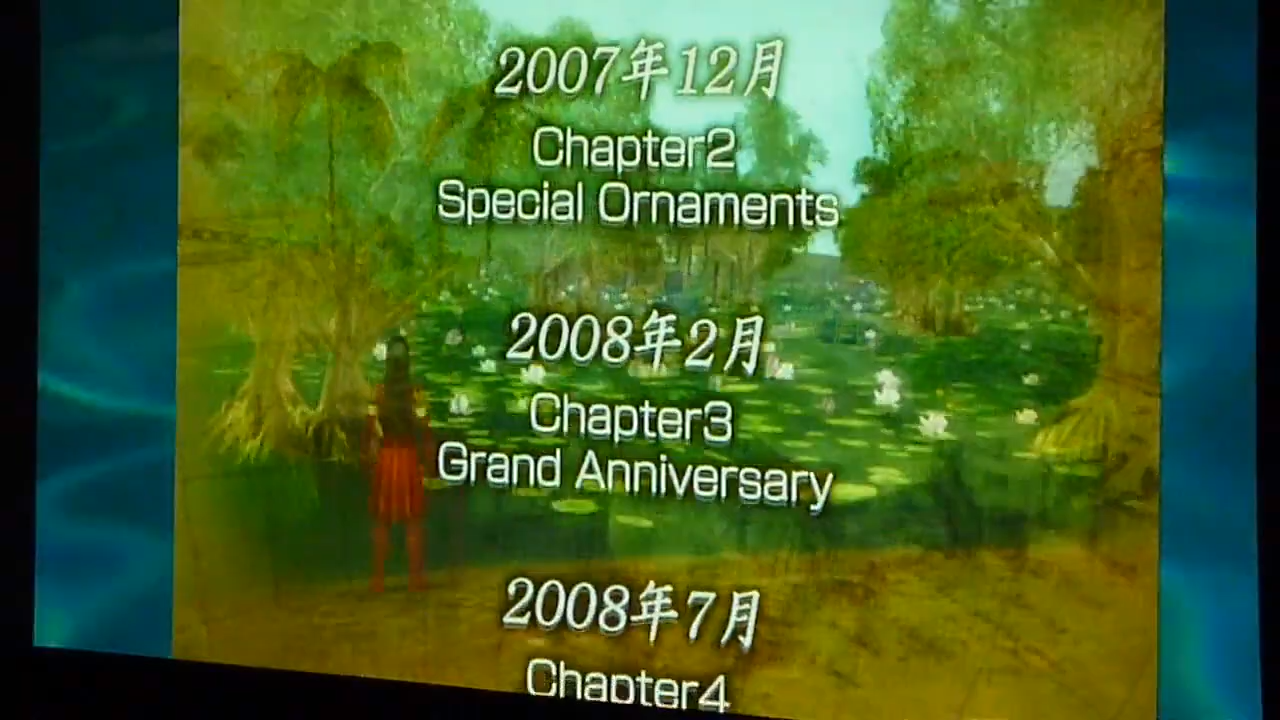 2007年12月
Chapter2
Special Ornaments
2008年2月
Chapter3
Grand Anniversary
2008年7月
Chapter4